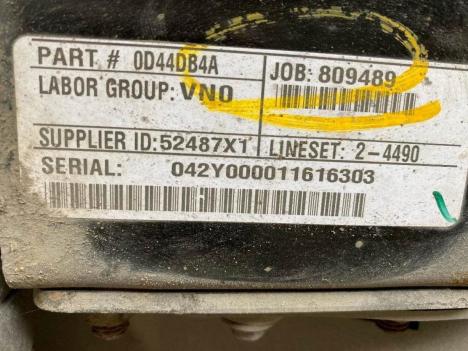 PART # 0D44DB4A JOB: 809489
LABOR GROUP: VN0
SUPPLIER ID:52487X1 LINESET: 2-4490
SERIAL: 042Y000011616303